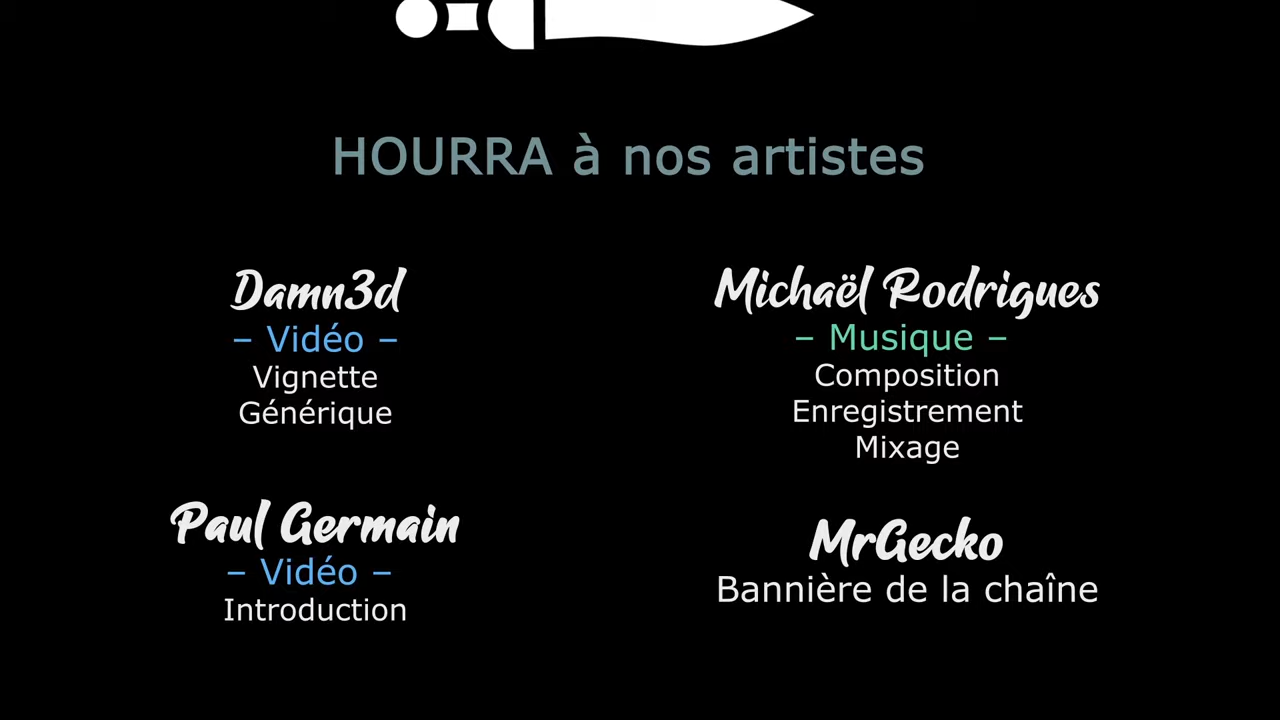 HOURRA à nos artistes
Damn3d
– Vidéo –
Vignette
Générique
Michaël Rodrigues
– Musique –
Composition
Enregistrement
Mixage
Paul Germain
– Vidéo –
Introduction
MrGecko
Bannière de la chaîne